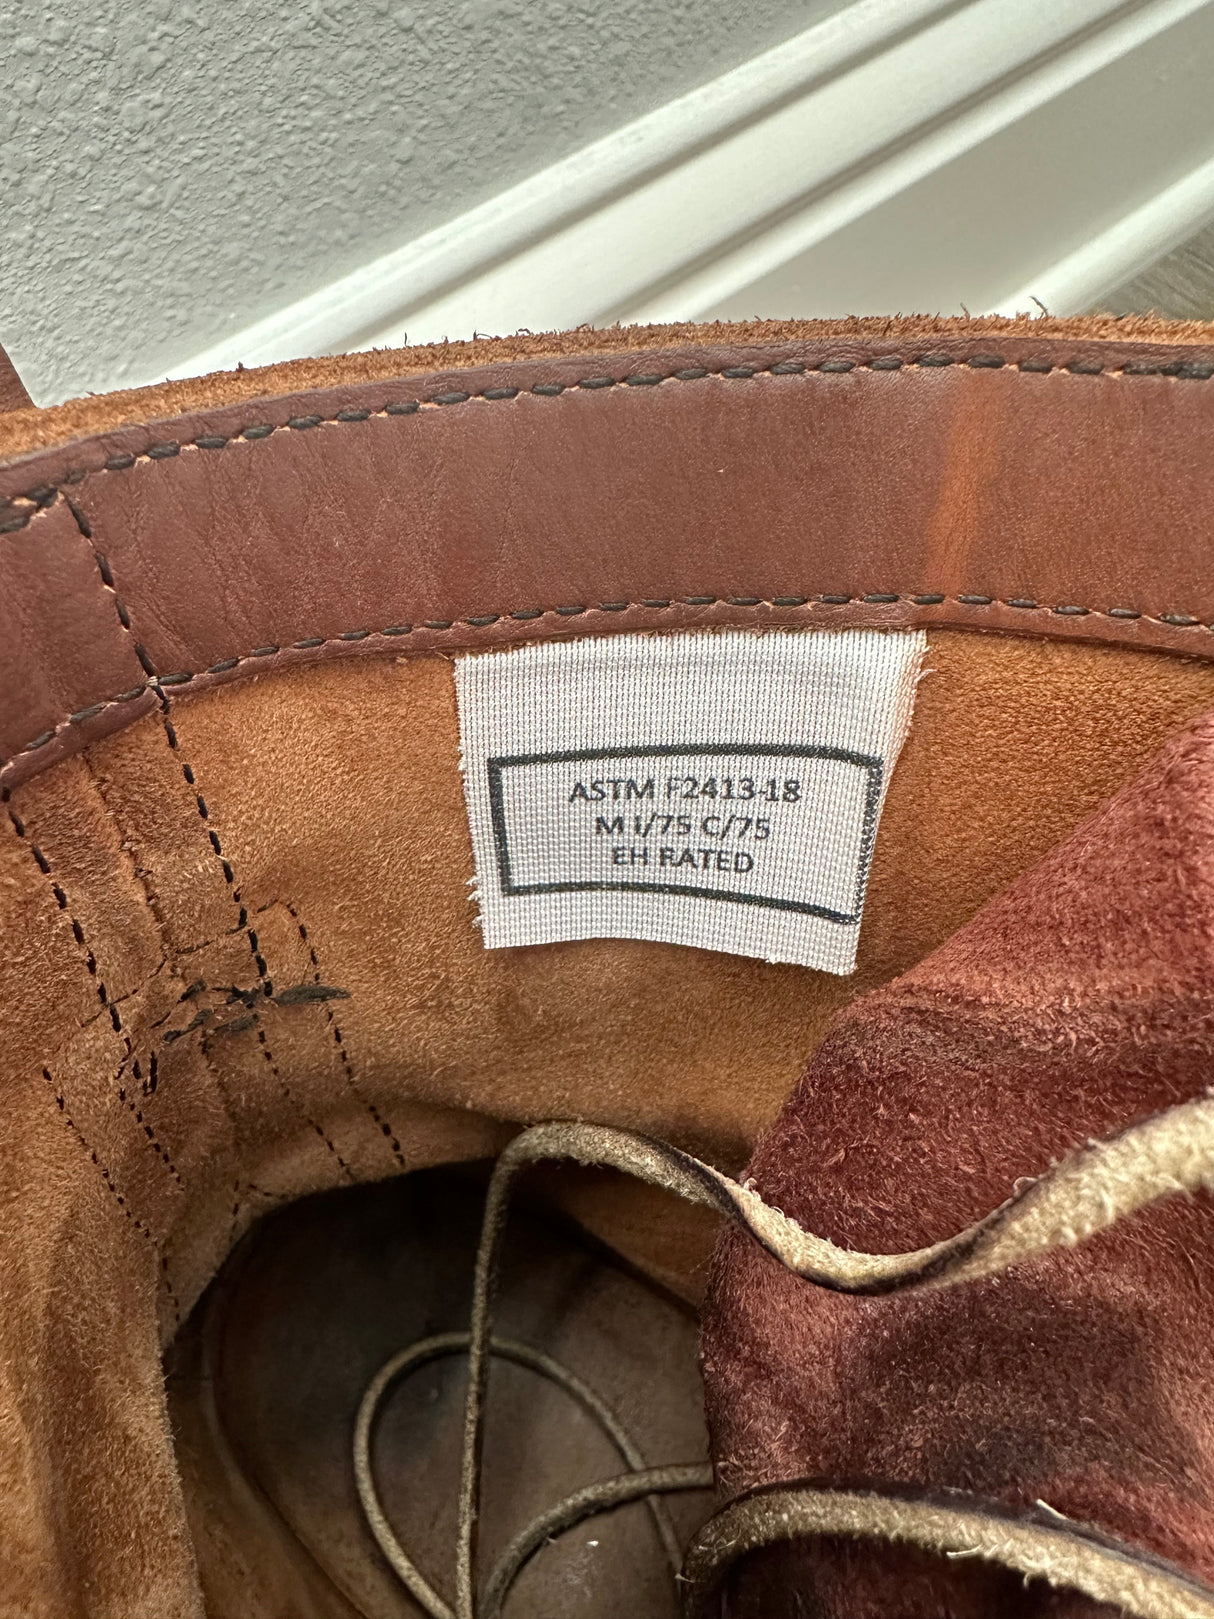 ASTM F2413-18
M I/75 C/75
EH RATED